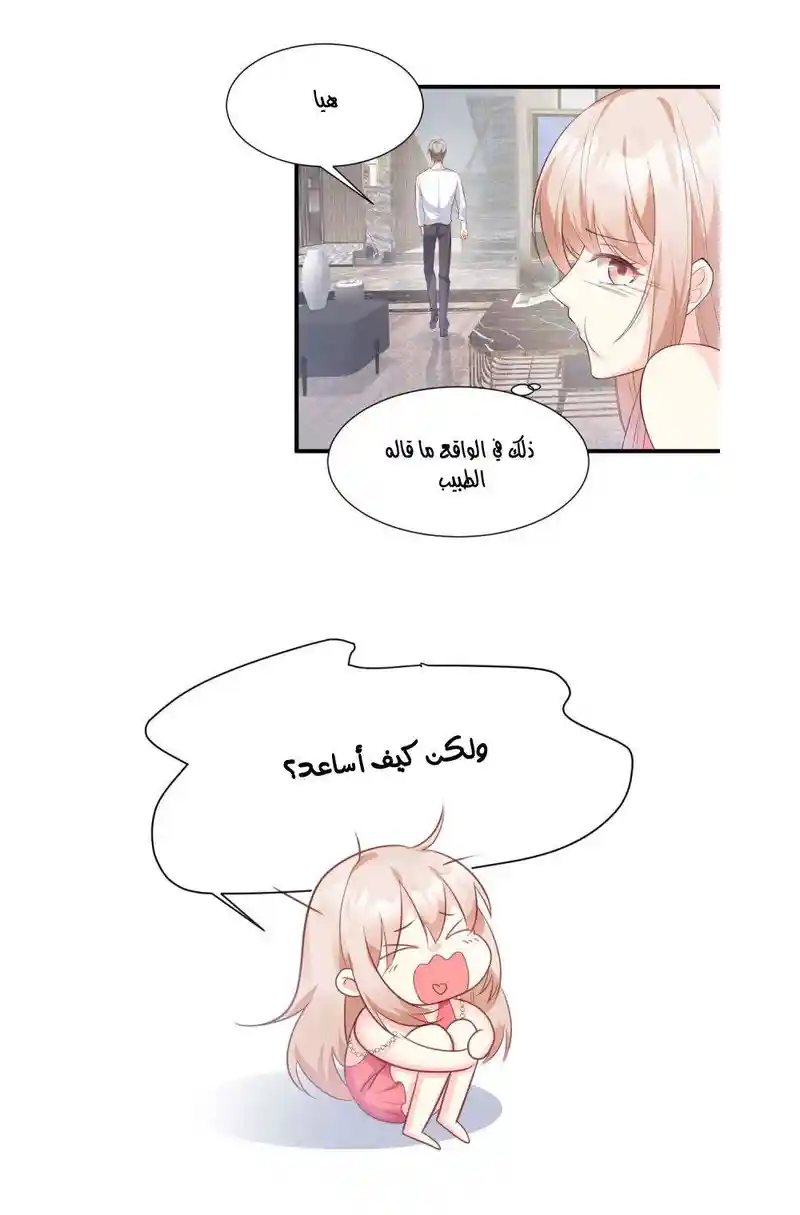 هيا
ذلك في الواقع ما قاله
الطبيب
ولكن كيف أساعد؟